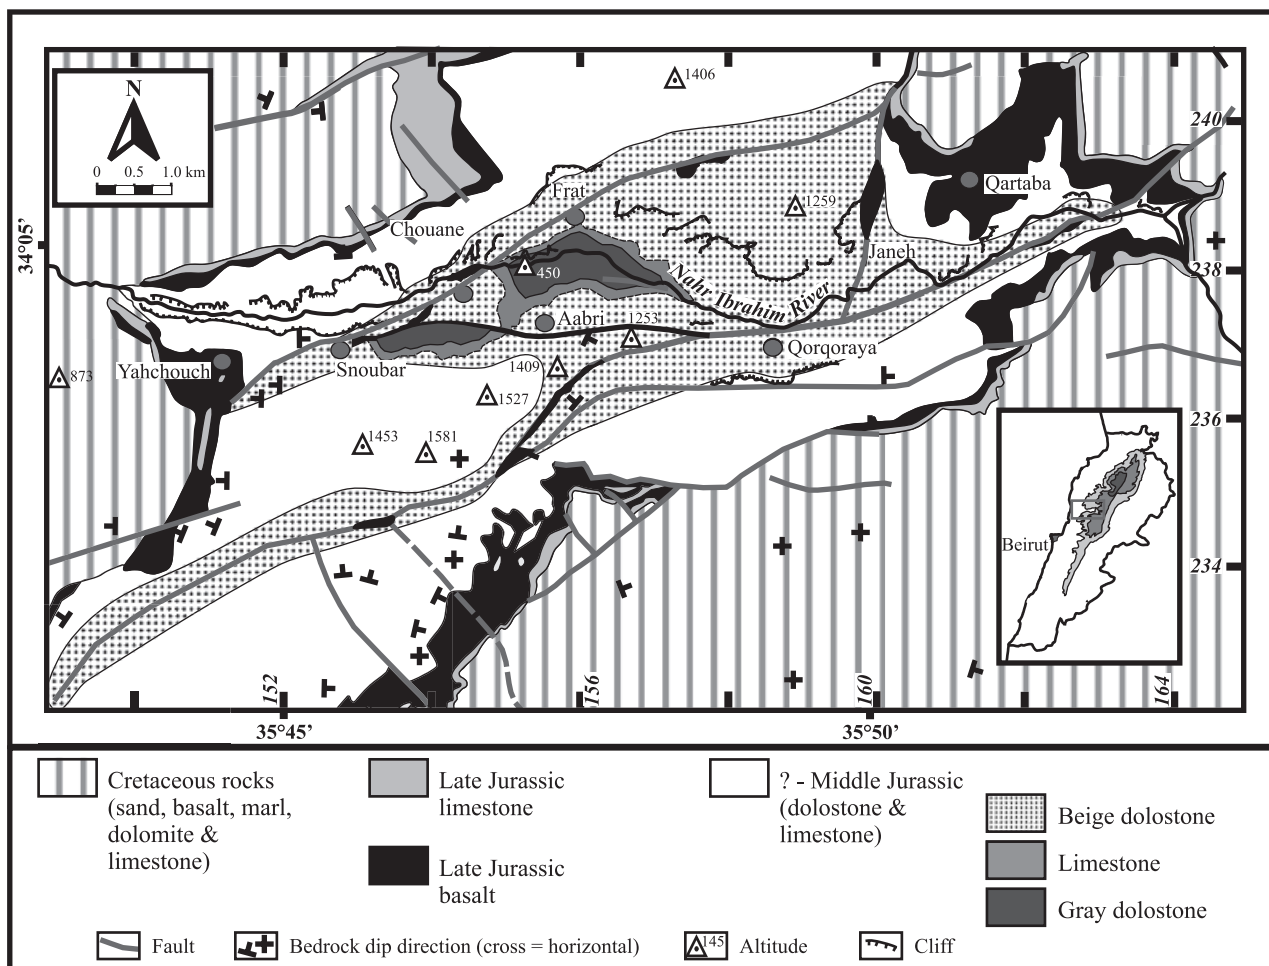 1406
N
0 0.5 1.0 km
240
Qartaba
Frat
1259
Chouane
34°05’
Janeh
450
238
Nahr Ibrahim River
Aabri
1253
Yahchouch
Snoubar
1409
Qorqoraya
873
1527
236
1453
1581
Beirut
234
152
156
160
164
35°45’
35°50’
Cretaceous rocks
(sand, basalt, marl,
dolomite &
limestone)
Late Jurassic
limestone
Late Jurassic
basalt
? - Middle Jurassic
(dolostone &
limestone)
Beige dolostone
Limestone
Gray dolostone
Fault
Bedrock dip direction (cross = horizontal)
145
Altitude
Cliff